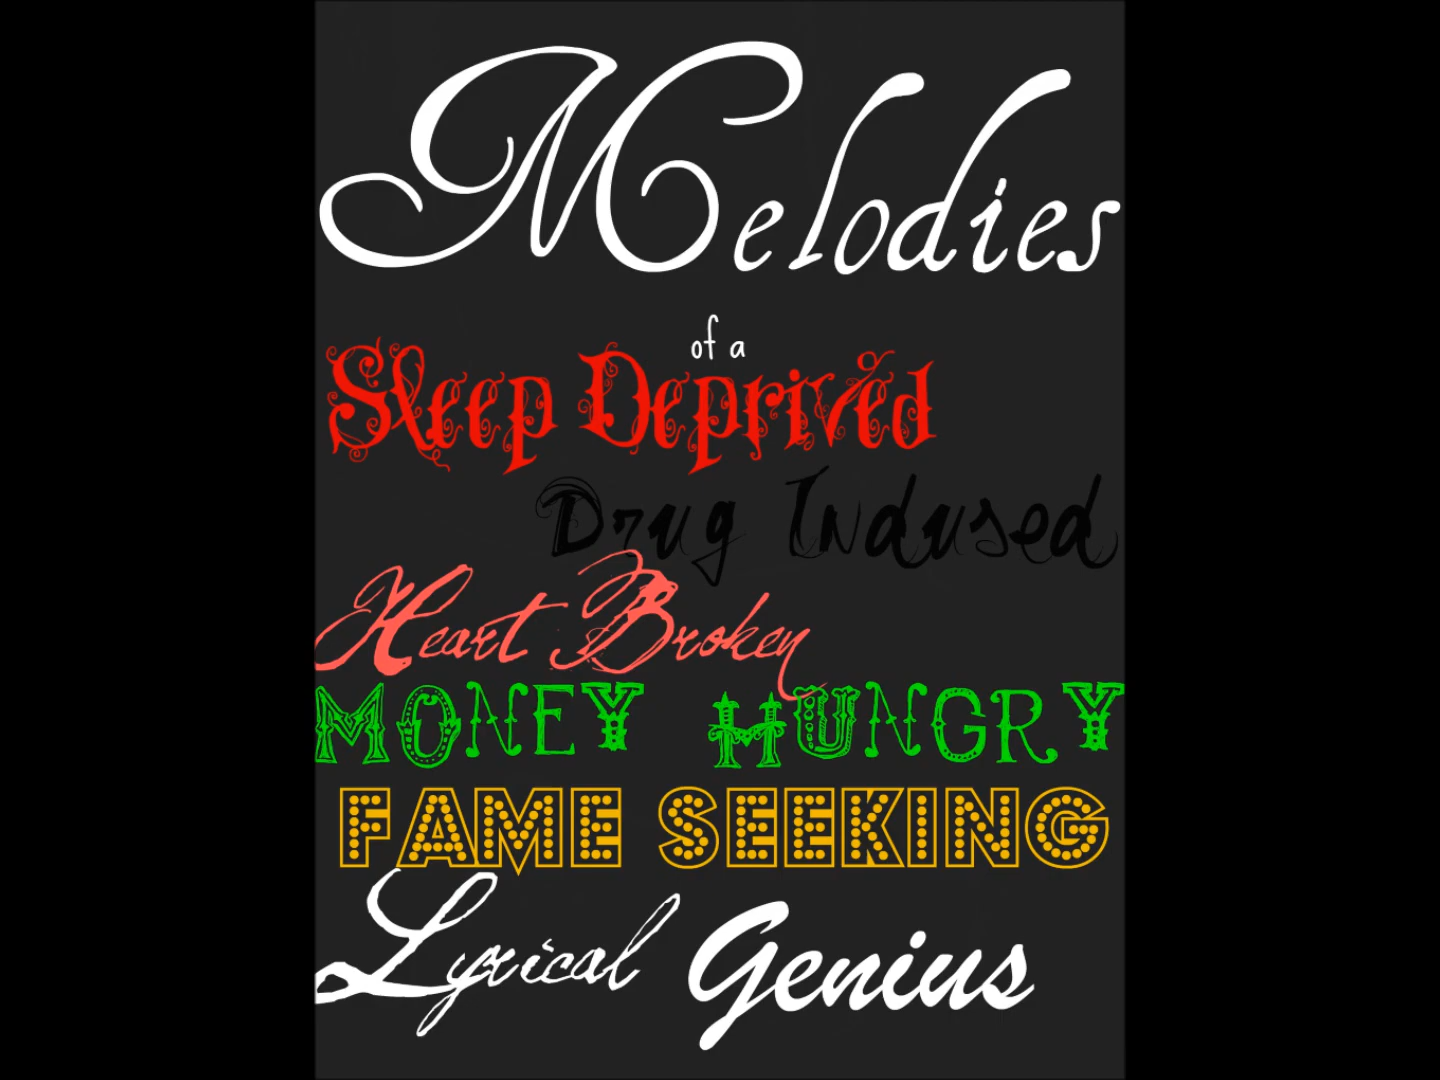 Melodies
of a
Sleep Deprived
Drug Indused
Heart Broken
MONEY HUNGRY
FAME SEEKING
Lyrical Genius